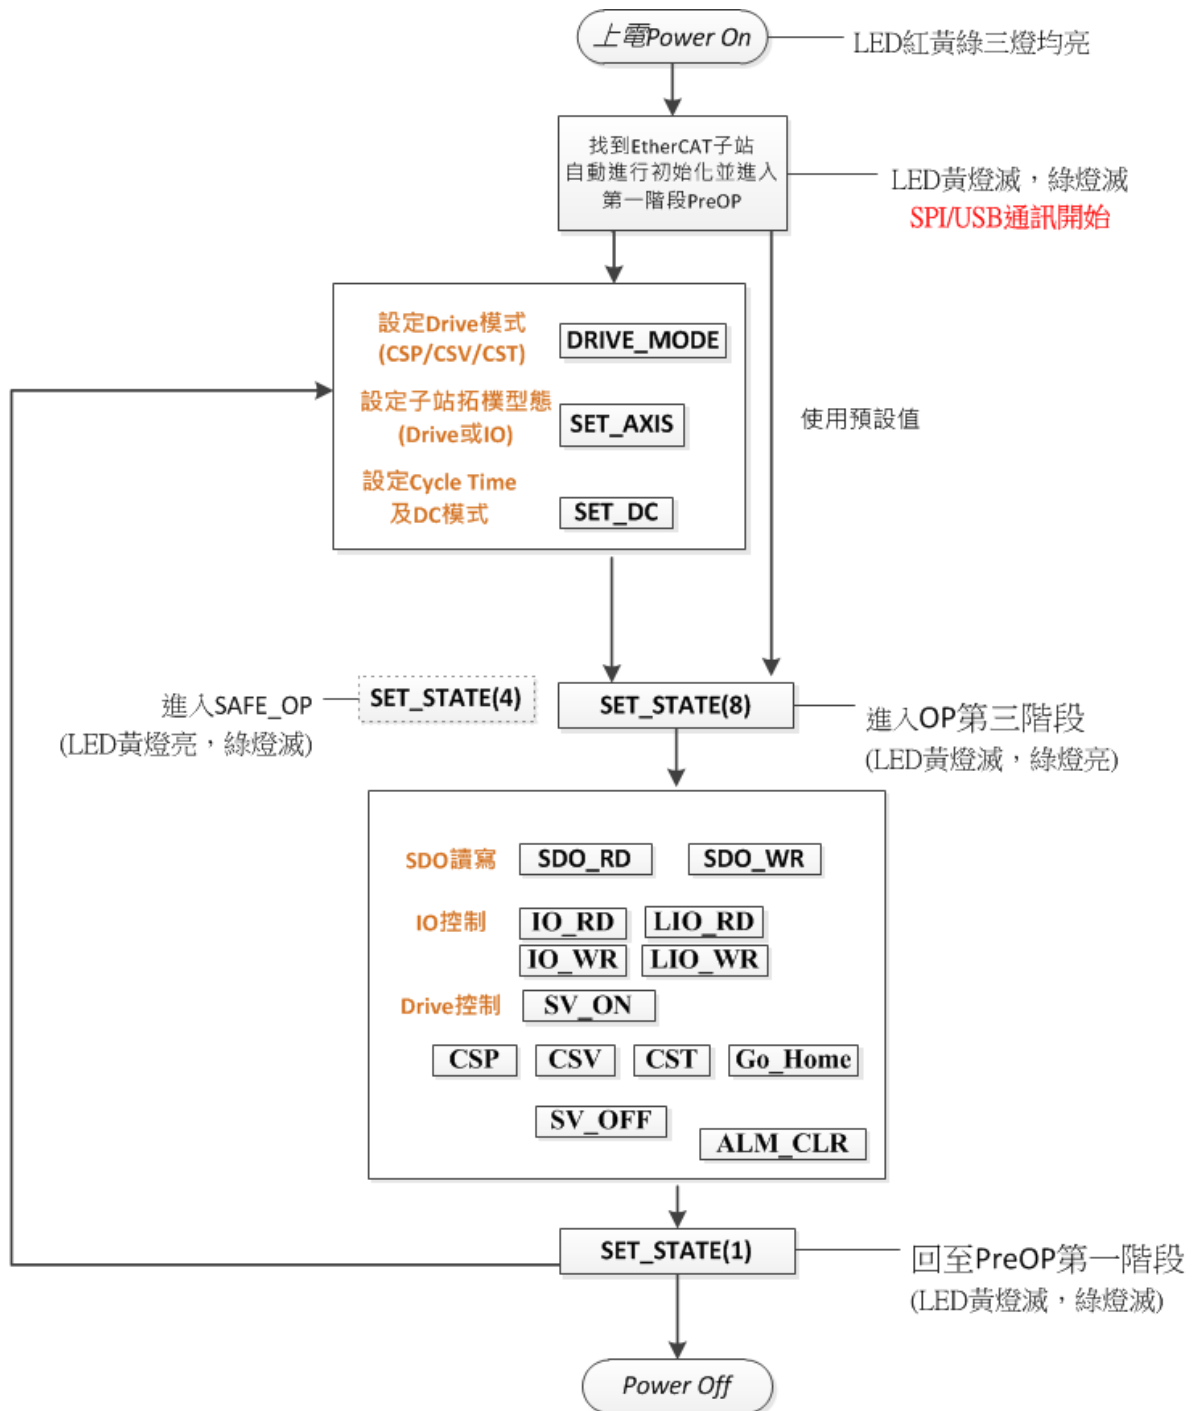 上電Power On
LED紅黃綠三燈均亮
找到EtherCAT子站
自動進行初始化並進入
第一階段PreOP
LED黃燈滅，綠燈滅
SPI/USB通訊開始
設定Drive模式
(CSP/CSV/CST)
DRIVE_MODE
設定子站拓樸型態
(Drive或IO)
SET_AXIS
使用預設值
設定Cycle Time
及DC模式
SET_DC
進入SAFE_OP
(LED黃燈亮，綠燈滅)
SET_STATE(4)
SET_STATE(8)
進入OP第三階段
(LED黃燈滅，綠燈亮)
SDO讀寫
SDO_RD
SDO_WR
IO控制
IO_RD
LIO_RD
IO_WR
LIO_WR
Drive控制
SV_ON
CSP
CSV
CST
Go_Home
SV_OFF
ALM_CLR
SET_STATE(1)
回至PreOP第一階段
(LED黃燈滅，綠燈滅)
Power Off